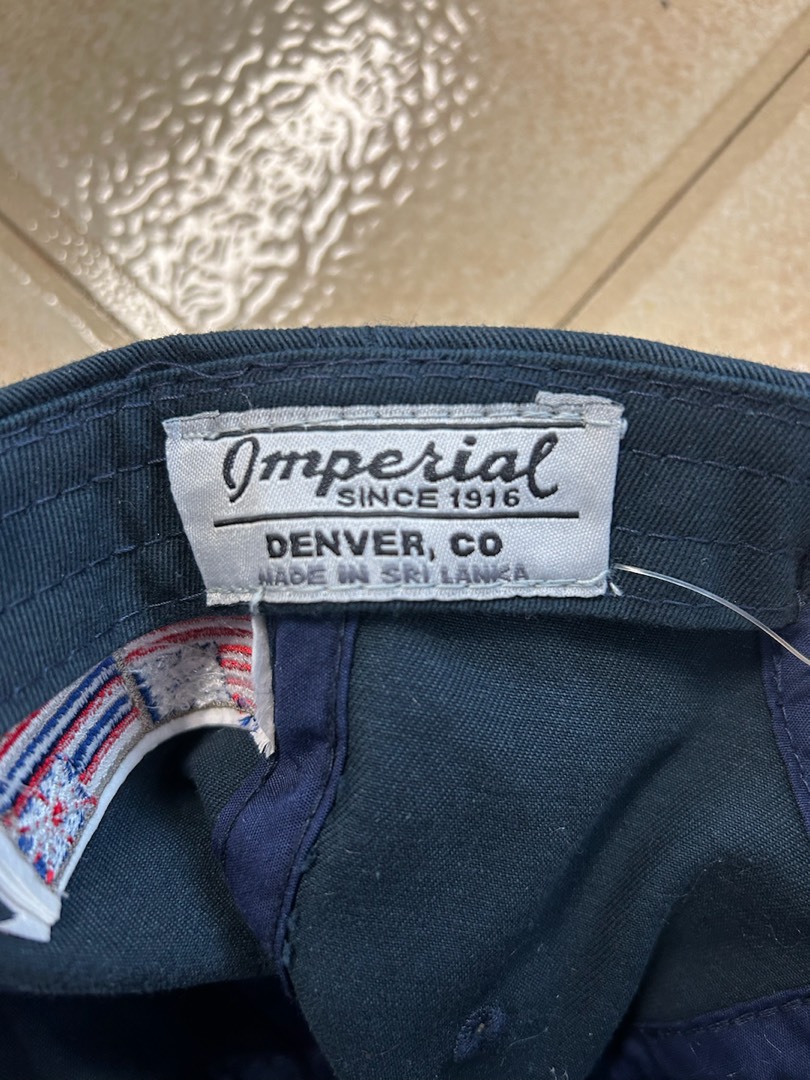 Imperial
SINCE 1916
DENVER, CO
MADE IN SRI LANKA